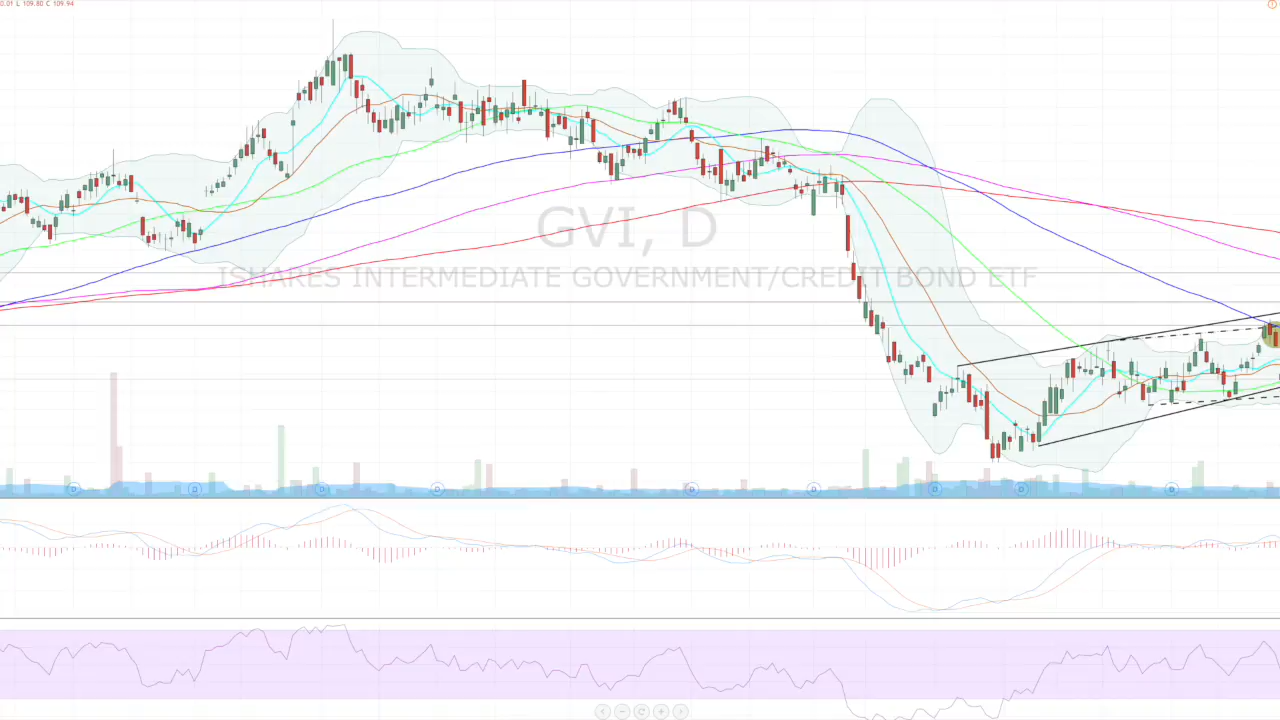 0.01 L 109.80 C 109.94
GVI, D
ISHARES INTERMEDIATE GOVERNMENT/CREDIT BOND ETF
D D D D D D D D D